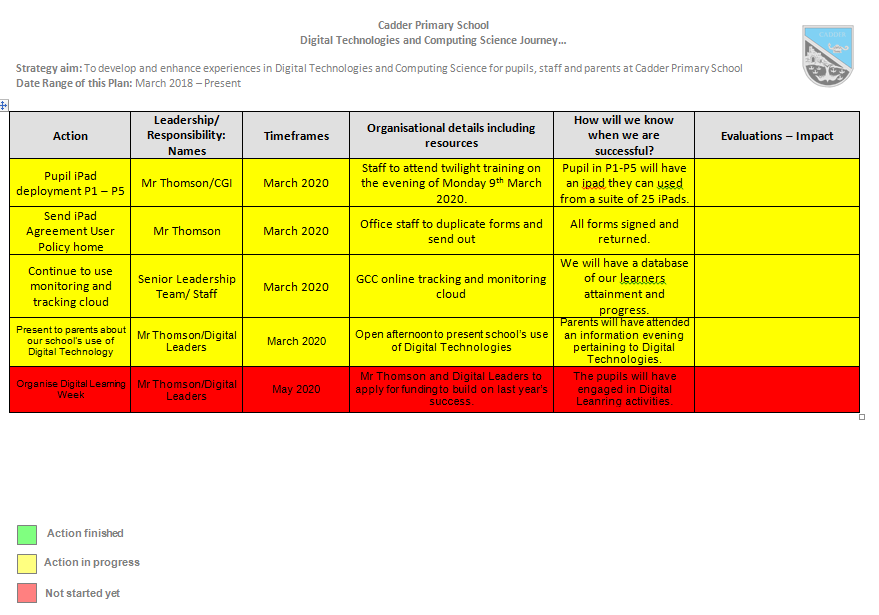 Cadder Primary School
Digital Technologies and Computing Science Journey...
CADDER
Strategy aim: To develop and enhance experiences in Digital Technologies and Computing Science for pupils, staff and parents at Cadder Primary School
Date Range of this Plan: March 2018 – Present
Action
Leadership/
Responsibility:
Names
Timeframes
Organisational details including
resources
How will we know
when we are
successful?
Evaluations – Impact
Pupil iPad
deployment P1 – P5
Mr Thomson/CGI
March 2020
Staff to attend twilight training on
the evening of Monday 9th March
2020.
Pupil in P1-P5 will have
an ipad they can used
from a suite of 25 iPads.
Send iPad
Agreement User
Policy home
Mr Thomson
March 2020
Office staff to duplicate forms and
send out
All forms signed and
returned.
Continue to use
monitoring and
tracking cloud
Senior Leadership
Team/ Staff
March 2020
GCC online tracking and monitoring
cloud
We will have a database
of our learners
attainment and
progress.
Present to parents about
our school's use of
Digital Technology
Mr Thomson/Digital
Leaders
March 2020
Open afternoon to present school's use
of Digital Technologies
Parents will have attended
an information evening
pertaining to Digital
Technologies.
Organise Digital Learning
Week
Mr Thomson/Digital
Leaders
May 2020
Mr Thomson and Digital Leaders to
apply for funding to build on last year's
success.
The pupils will have
engaged in Digital
Leanring activities.
Action finished
Action in progress
Not started yet